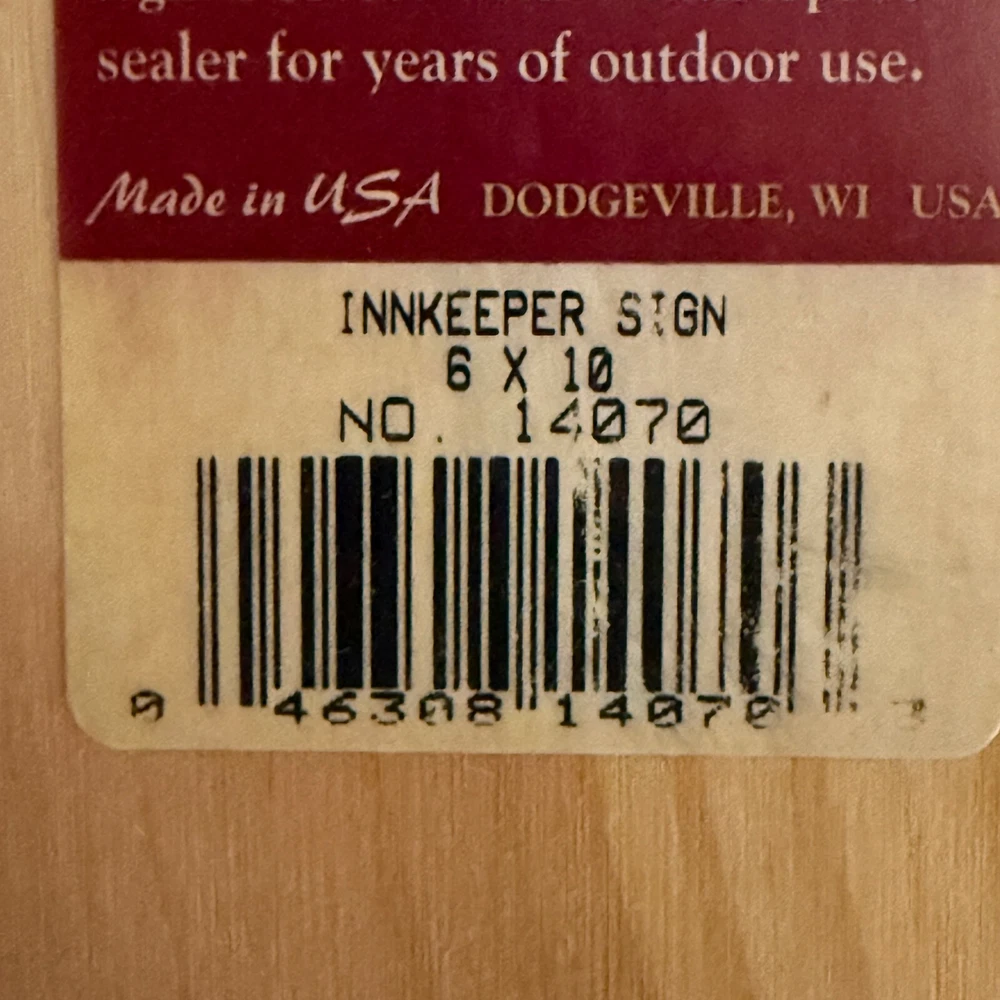 sealer for years of outdoor use.
Made in USA DODGEVILLE, WI USA
INNKEEPER SIGN
6 X 10
NO. 14070
0 46308 14070 3